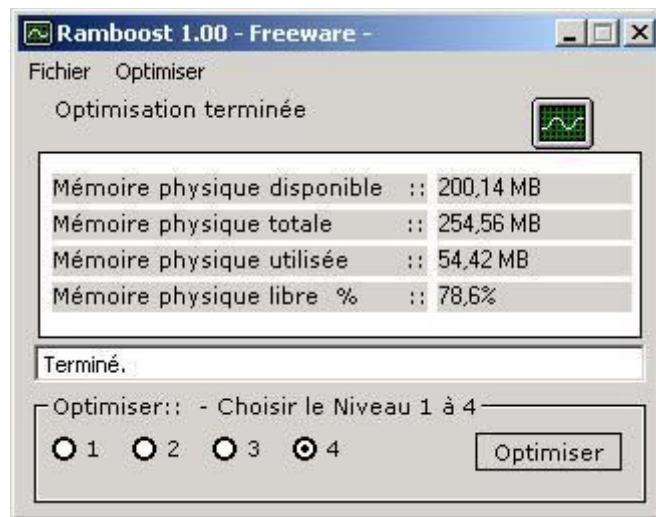 Ramboost 1.00 - Freeware -
Fichier Optimiser
Optimisation terminée
Mémoire physique disponible :: 200,14 MB
Mémoire physique totale :: 254,56 MB
Mémoire physique utilisée :: 54,42 MB
Mémoire physique libre % :: 78,6%
Terminé.
Optimiser:: - Choisir le Niveau 1 à 4
1 2 3 4 Optimiser